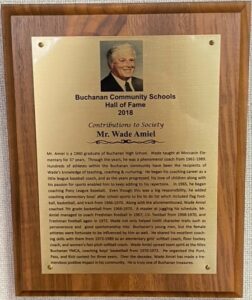 Buchanan Community Schools
Hall of Fame
2018
Contributions to Society
Mr. Wade Amiel
Mr. Amiel is a 1960 graduate of Buchanan High School. Wade taught at Moccasin Ele-
mentary for 37 years. Through the years, he was a phenomenal coach from 1961-1989.
Hundreds of athletes within the Buchanan community have been the recipients of
Wade's knowledge of teaching, coaching, & nurturing. He began his coaching career as a
little league baseball coach, and as the years progressed, his love of children along with
his passion for sports enabled him to keep adding to his repertoire. In 1965, he began
coaching Pony League Baseball. Even though this was a big responsibility, he added
coaching elementary boys' after school sports to his to do list which included flag foot-
ball, basketball, and track from 1966-1970. Along with the aforementioned, Wade Amiel
coached 7th grade basketball from 1968-1970. A master at juggling his schedule, Mr.
Amiel managed to coach Freshman football in 1967, J.V. football from 1968-1970, and
Freshman football again in 1972. Wade not only helped instill character traits such as
perseverance and good sportsmanship into Buchanan's young men, but the female
athletes were fortunate to be influenced by him as well. He shared his excellent coach-
ing skills with them from 1973-1989 as an elementary girls' softball coach, floor hockey
coach, and women's fast pitch softball coach. Wade Amiel spared even spent time at the Niles
Buchanan YMCA, coaching boys' basketball from 1970-1973. He organized the Punt,
Pass, and Kick contest for three years. Over the decades, Wade Amiel has made a tre-
mendous positive impact in his community. He is truly one of Buchanan treasures.